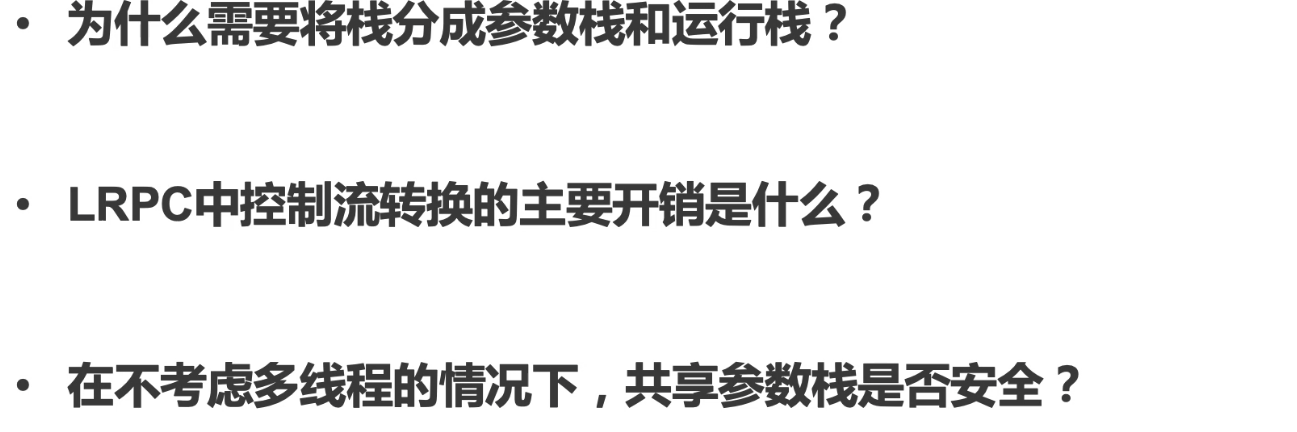 • 为什么需要将栈分成参数栈和运行栈？
• LRPC中控制流转换的主要开销是什么？
• 在不考虑多线程的情况下，共享参数栈是否安全？